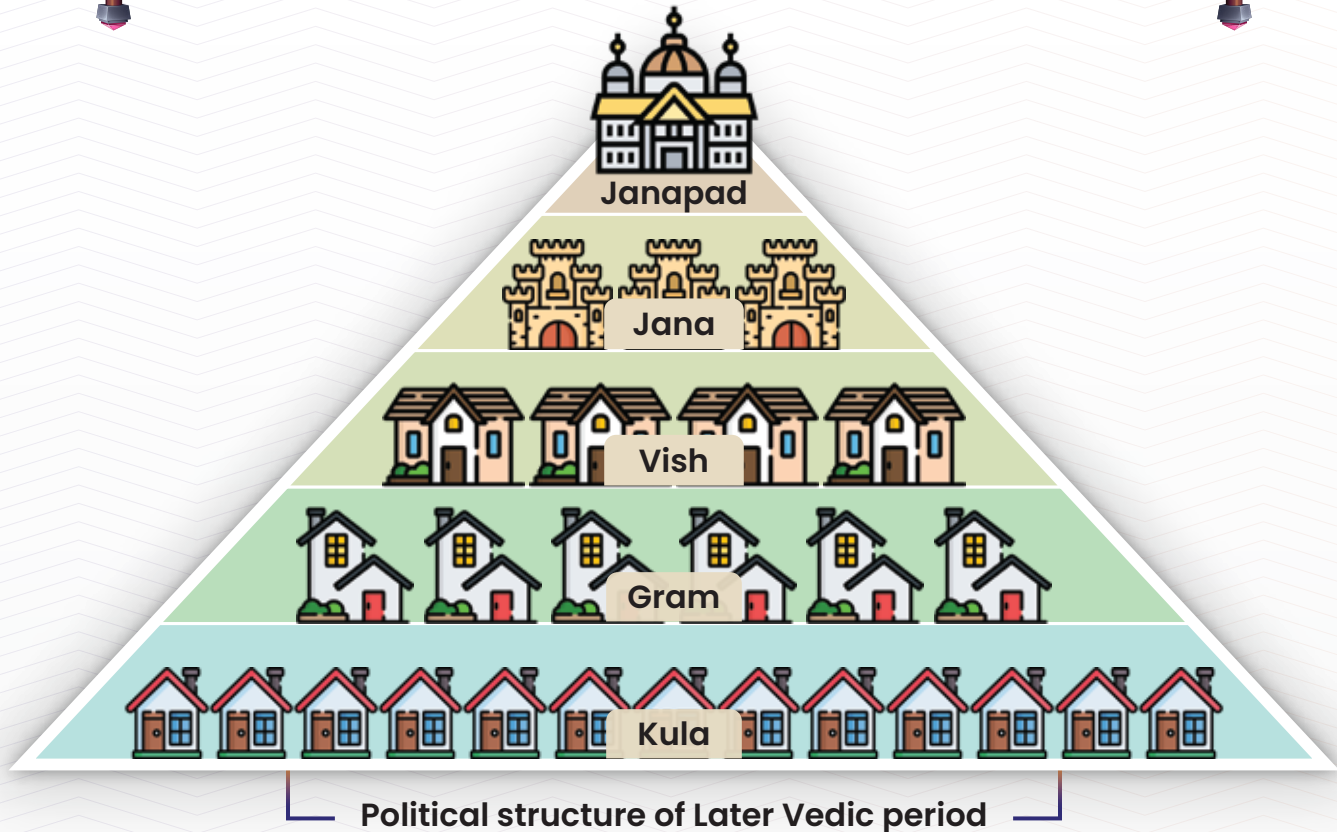 Janapad
Jana
Vish
Gram
Kula
Political structure of Later Vedic period